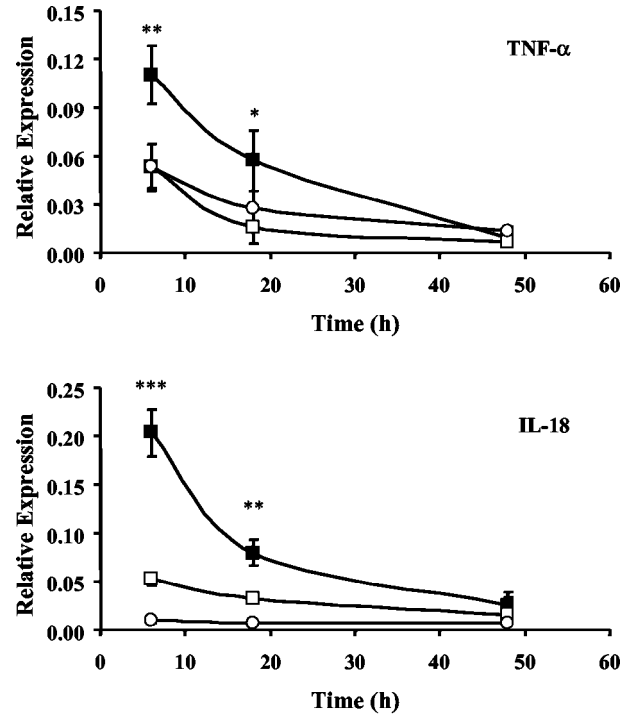 0.15
**
TNF-α
0.12
*
0.09
0.06
0.03
0.00
Relative Expression
0 10 20 30 40 50 60
Time (h)
0.25
***
IL-18
0.20
**
0.15
0.10
0.05
0.00
Relative Expression
0 10 20 30 40 50 60
Time (h)